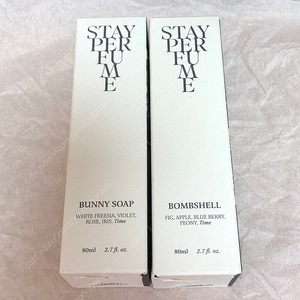 STAY
PER
FU
ME
BUNNY SOAP
WHITE FREESIA, VIOLET,
ROSE, IRIS, Time
80ml 2.7 fl. oz.
STAY
PER
FU
ME
BOMBSHELL
FIG, APPLE, BLUE BERRY,
PEONY, Time
80ml 2.7 fl. oz.